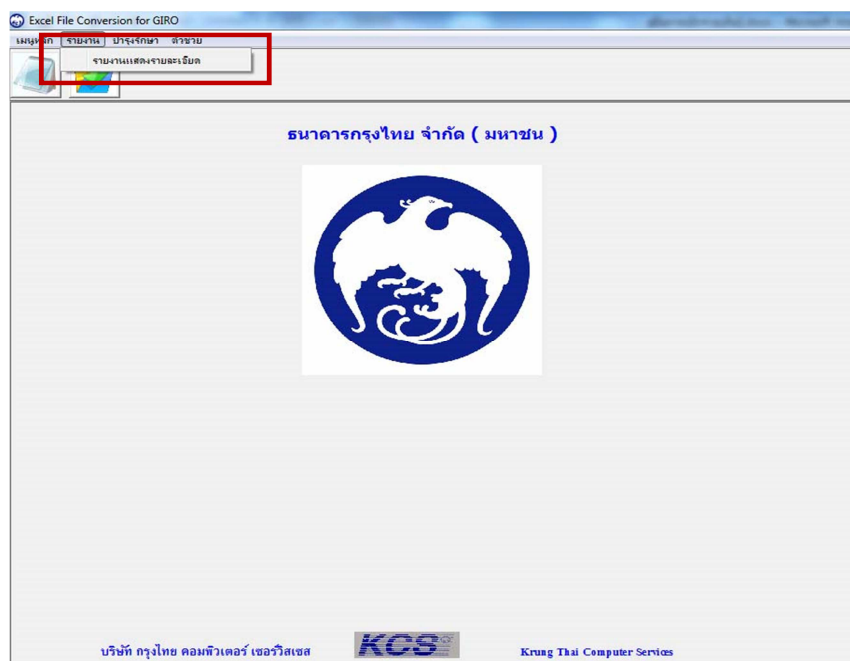 Excel File Conversion for GIRO
เมนูหลัก รายงาน บำรุงรักษา ตัวช่วย
รายงานแสดงรายละเอียด
ธนาคารกรุงไทย จำกัด ( มหาชน )
บริษัท กรุงไทย คอมพิวเตอร์ เซอร์วิสเซส
KCS
Krung Thai Computer Services